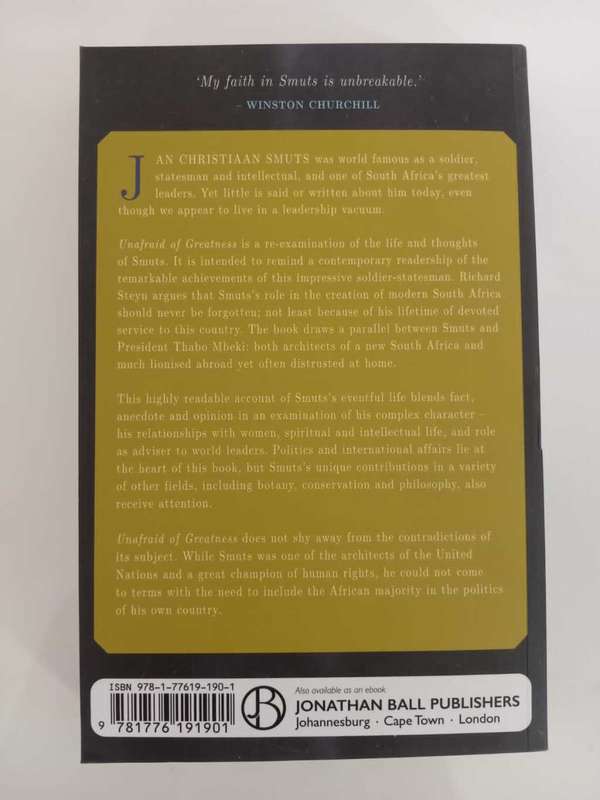 ‘My faith in Smuts is unbreakable.’
– WINSTON CHURCHILL
JAN CHRISTIAAN SMUTS was world famous as a soldier,
statesman and intellectual, and one of South Africa’s greatest
leaders. Yet little is said or written about him today, even
though we appear to live in a leadership vacuum.
Unafraid of Greatness is a re-examination of the life and thoughts
of Smuts. It is intended to remind a contemporary readership of the
remarkable achievements of this impressive soldier-statesman. Richard
Steyn argues that Smuts’s role in the creation of modern South Africa
should never be forgotten; not least because of his lifetime of devoted
service to this country. The book draws a parallel between Smuts and
President Thabo Mbeki: both architects of a new South Africa and
much lionised abroad yet often distrusted at home.
This highly readable account of Smuts’s eventful life blends fact,
anecdote and opinion in an examination of his complex character –
his relationships with women, spiritual and intellectual life, and role
as adviser to world leaders. Politics and international affairs lie at
the heart of this book, but Smuts’s unique contributions in a variety
of other fields, including botany, conservation and philosophy, also
receive attention.
Unafraid of Greatness does not shy away from the contradictions of
its subject. While Smuts was one of the architects of the United
Nations and a great champion of human rights, he could not come
to terms with the need to include the African majority in the politics
of his own country.
ISBN 978-1-77619-190-1
9 781776 191901
JB
Also available as an ebook
JONATHAN BALL PUBLISHERS
Johannesburg · Cape Town · London